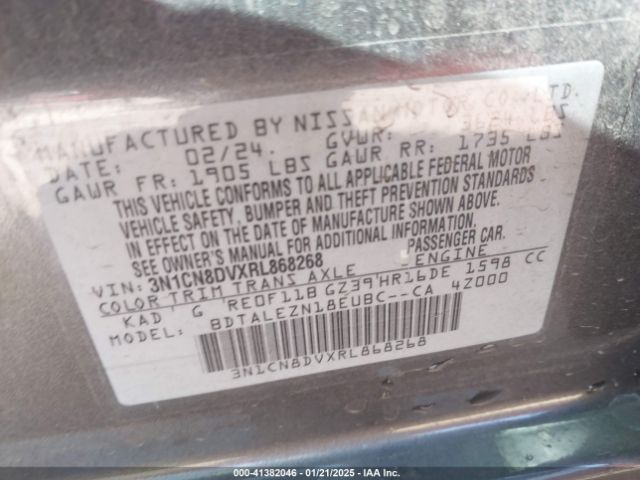 MANUFACTURED BY NISSAN MOTOR CO., LTD.
DATE: 02/24. GVWR: 3624 LBS
GAWR FR: 1905 LBS GAWR RR: 1735 LBS
THIS VEHICLE CONFORMS TO ALL APPLICABLE FEDERAL MOTOR
VEHICLE SAFETY, BUMPER AND THEFT PREVENTION STANDARDS
IN EFFECT ON THE DATE OF MANUFACTURE SHOWN ABOVE.
SEE OWNER'S MANUAL FOR ADDITIONAL INFORMATION.
VIN: 3N1CN8DVXRL868268 PASSENGER CAR.
COLOR TRIM TRANS AXLE ENGINE
KAD G RE0F11B GZ39 HR16DE 1598 CC
MODEL: BDTALEZN18EUBC--CA 4Z000
3N1CN8DVXRL868268
000-41382046 - 01/21/2025 - IAA Inc.